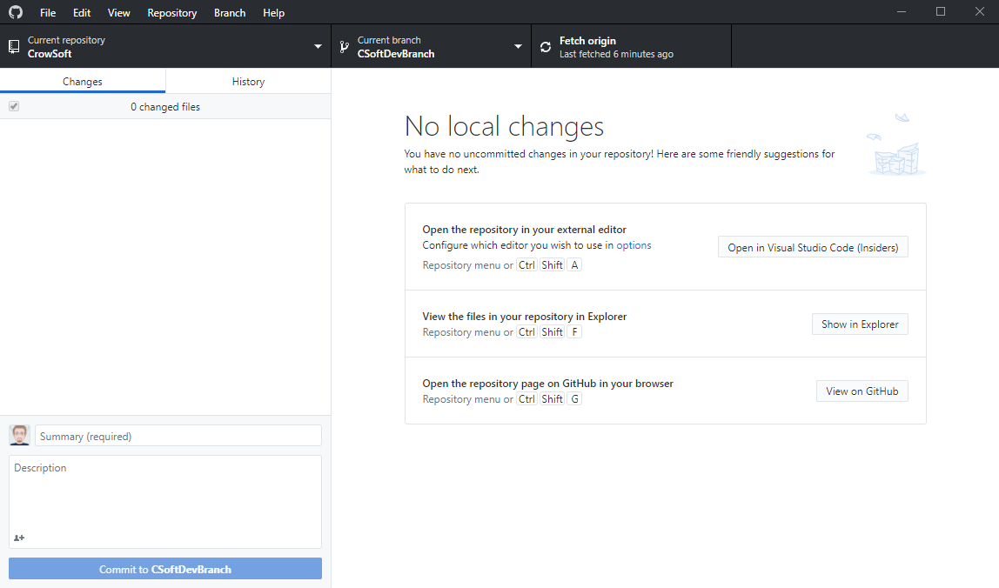 File Edit View Repository Branch Help
Current repository
CrowSoft
Current branch
CSoftDevBranch
Fetch origin
Last fetched 6 minutes ago
Changes
History
0 changed files
No local changes
You have no uncommitted changes in your repository! Here are some friendly suggestions for
what to do next.
Open the repository in your external editor
Configure which editor you wish to use in options
Repository menu or Ctrl Shift A
Open in Visual Studio Code (Insiders)
View the files in your repository in Explorer
Repository menu or Ctrl Shift F
Show in Explorer
Open the repository page on GitHub in your browser
Repository menu or Ctrl Shift G
View on GitHub
Summary (required)
Description
Commit to CSoftDevBranch